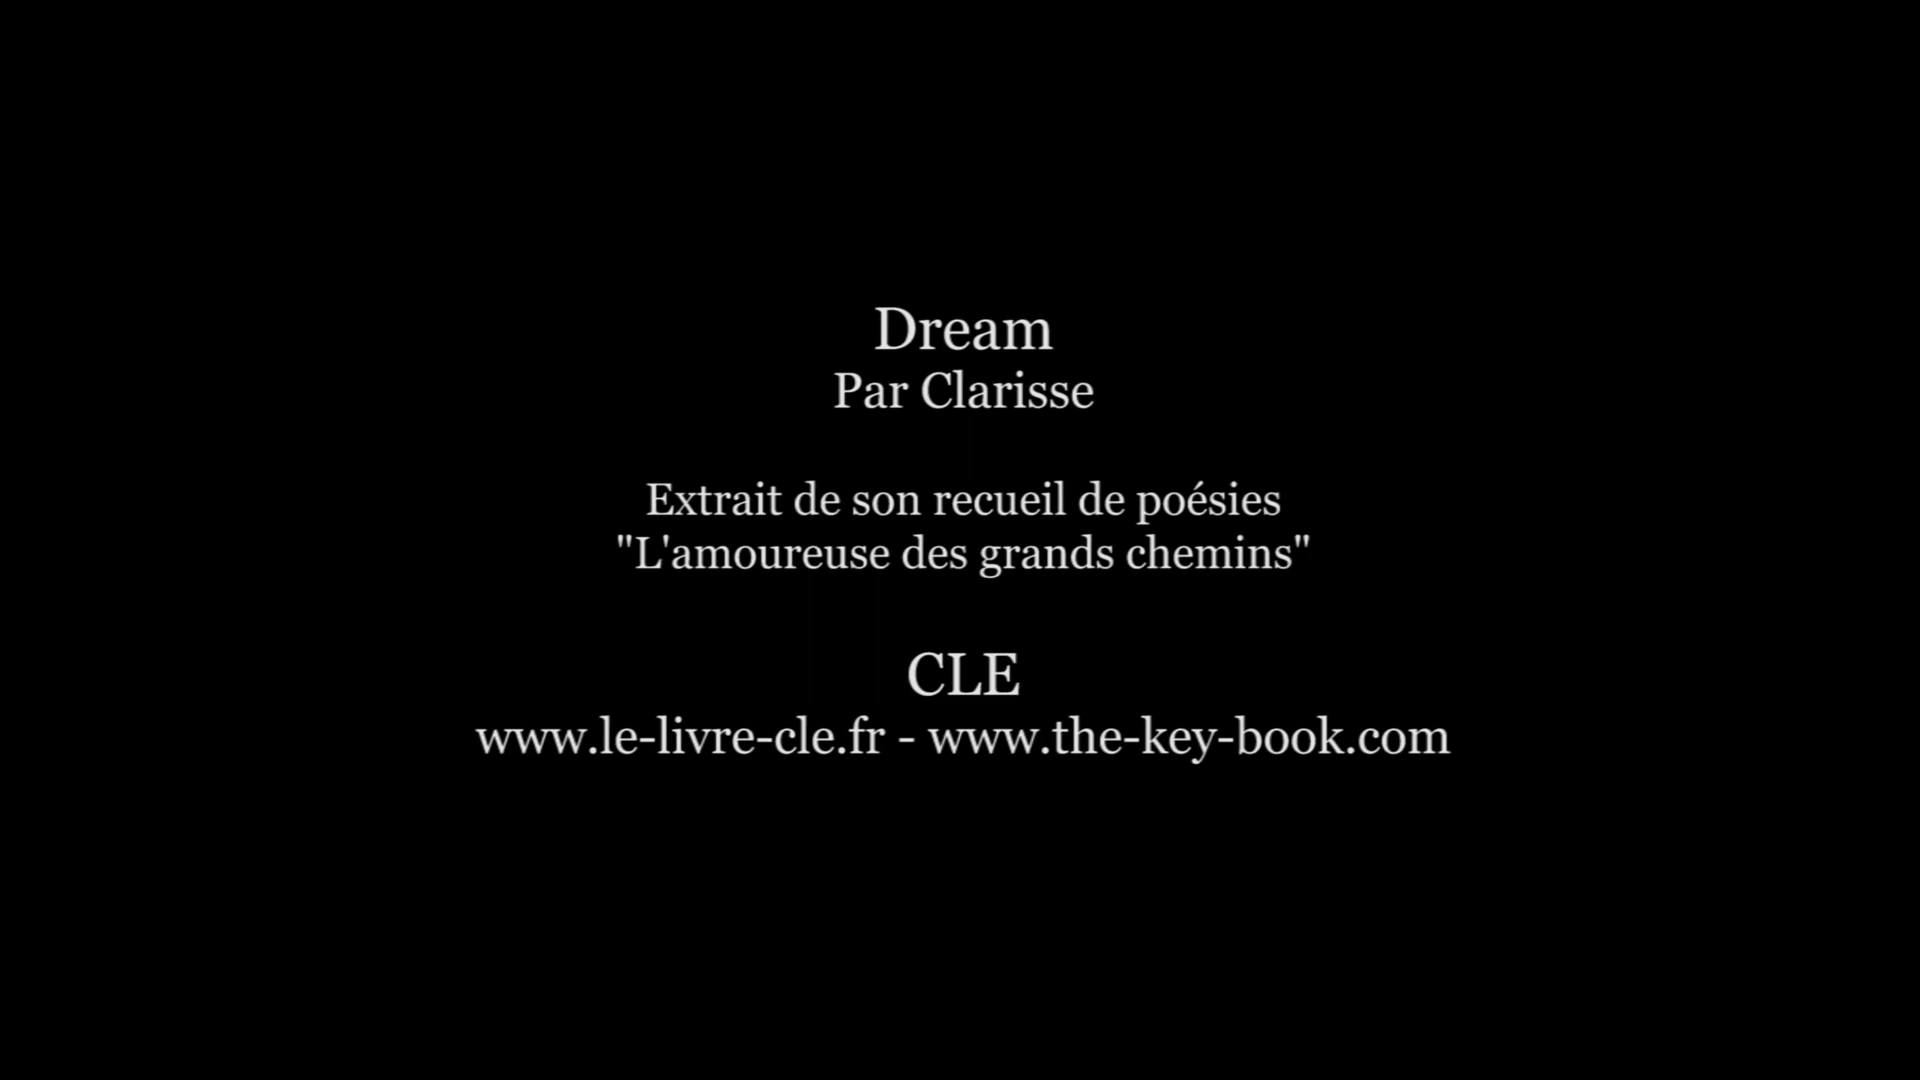 Dream
Par Clarisse
Extrait de son recueil de poésies
"L'amoureuse des grands chemins"
CLE
www.le-livre-cle.fr - www.the-key-book.com